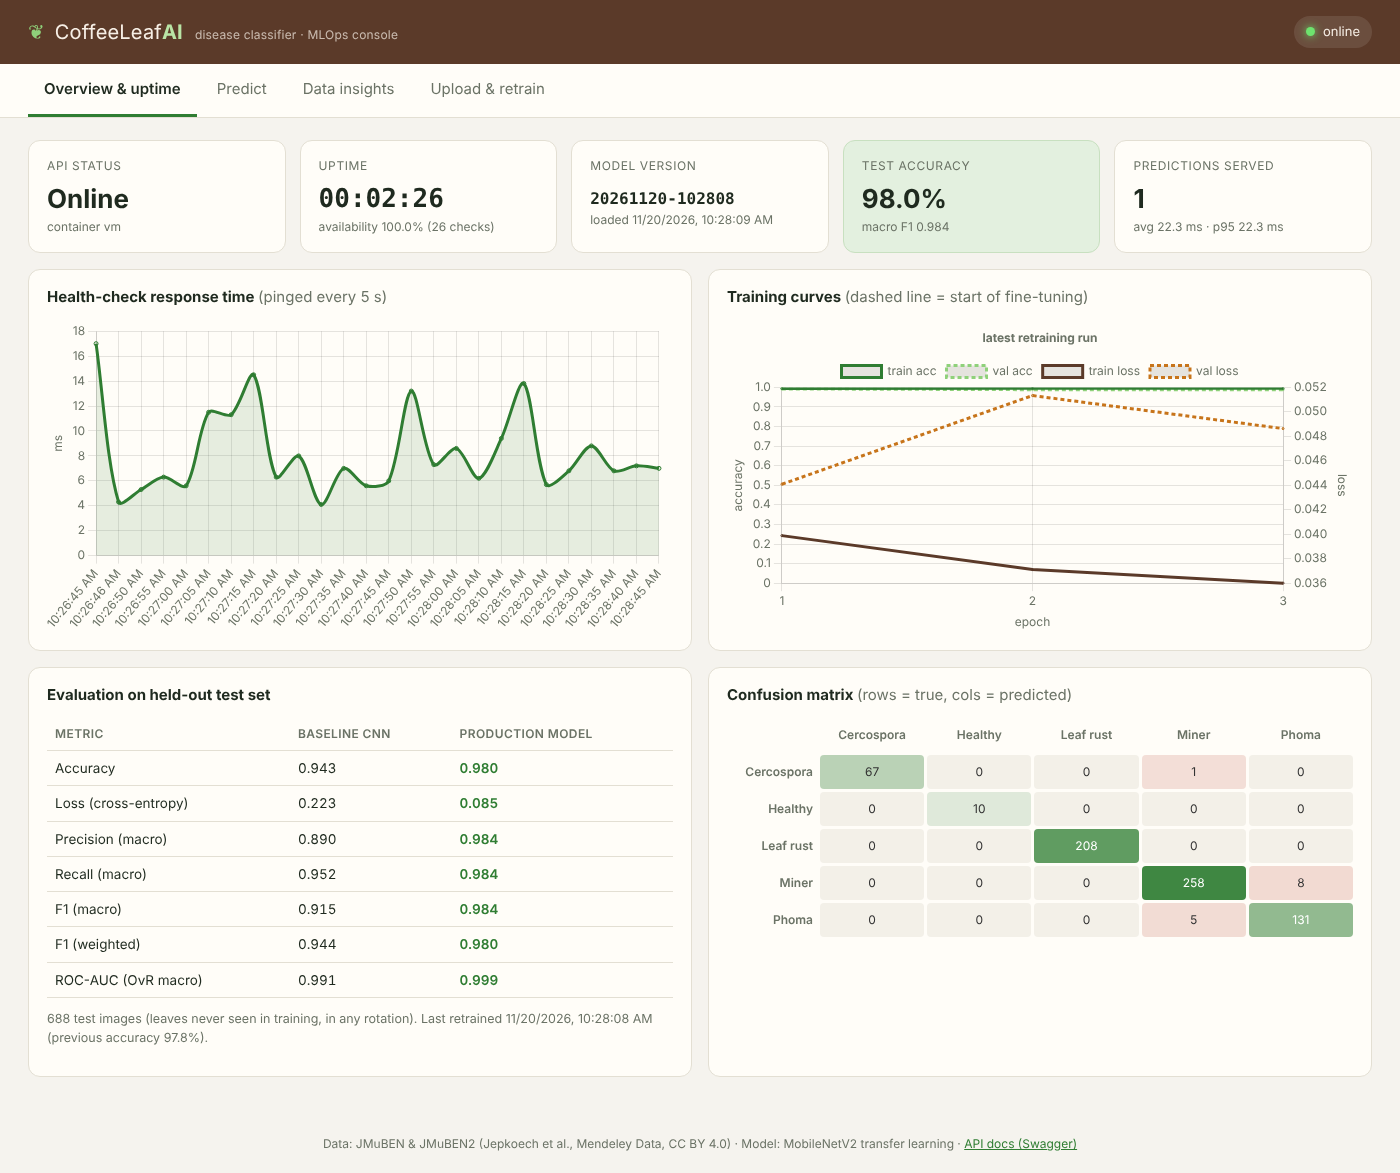 ❦ CoffeeLeafAI disease classifier · MLOps console
online
Overview & uptime Predict Data insights Upload & retrain
API STATUS
Online
container vm
UPTIME
00:02:26
availability 100.0% (26 checks)
MODEL VERSION
20261120-102808
loaded 11/20/2026, 10:28:09 AM
TEST ACCURACY
98.0%
macro F1 0.984
PREDICTIONS SERVED
1
avg 22.3 ms · p95 22.3 ms
Health-check response time (pinged every 5 s)
ms
18
16
14
12
10
8
6
4
2
0
10:26:45 AM
10:26:46 AM
10:26:50 AM
10:26:55 AM
10:27:00 AM
10:27:05 AM
10:27:10 AM
10:27:15 AM
10:27:20 AM
10:27:25 AM
10:27:30 AM
10:27:35 AM
10:27:40 AM
10:27:45 AM
10:27:50 AM
10:27:55 AM
10:28:00 AM
10:28:05 AM
10:28:10 AM
10:28:15 AM
10:28:20 AM
10:28:25 AM
10:28:30 AM
10:28:35 AM
10:28:40 AM
10:28:45 AM
Training curves (dashed line = start of fine-tuning)
latest retraining run
train acc val acc train loss val loss
accuracy
1.0
0.9
0.8
0.7
0.6
0.5
0.4
0.3
0.2
0.1
0
0.052
0.050
0.048
0.046
0.044
0.042
0.040
0.038
0.036
loss
1 2 3
epoch
Evaluation on held-out test set
METRIC BASELINE CNN PRODUCTION MODEL
Accuracy 0.943 0.980
Loss (cross-entropy) 0.223 0.085
Precision (macro) 0.890 0.984
Recall (macro) 0.952 0.984
F1 (macro) 0.915 0.984
F1 (weighted) 0.944 0.980
ROC-AUC (OvR macro) 0.991 0.999
688 test images (leaves never seen in training, in any rotation). Last retrained 11/20/2026, 10:28:08 AM
(previous accuracy 97.8%).
Confusion matrix (rows = true, cols = predicted)
Cercospora Healthy Leaf rust Miner Phoma
Cercospora 67 0 0 1 0
Healthy 0 10 0 0 0
Leaf rust 0 0 208 0 0
Miner 0 0 0 258 8
Phoma 0 0 0 5 131
Data: JMuBEN & JMuBEN2 (Jepkoech et al., Mendeley Data, CC BY 4.0) · Model: MobileNetV2 transfer learning · API docs (Swagger)